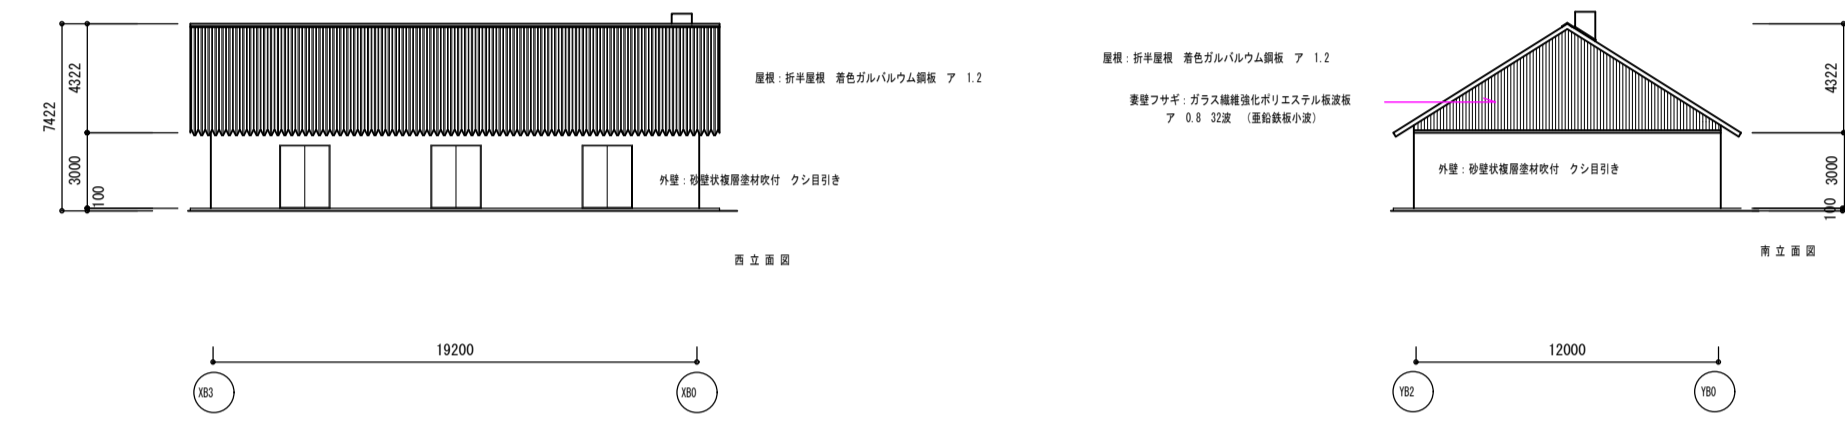 4322
7422
3000
100
屋根：折半屋根　着色ガルバルウム鋼板　ア　1.2
外壁：砂壁状複層塗材吹付　クシ目引き
西 立 面 図
19200
XB3
XB0
屋根：折半屋根　着色ガルバルウム鋼板　ア　1.2
妻壁フサギ：ガラス繊維強化ポリエステル板波板
ア　0.8　32波　（亜鉛鉄板小波）
外壁：砂壁状複層塗材吹付　クシ目引き
4322
3000
100
南 立 面 図
12000
YB2
YB0